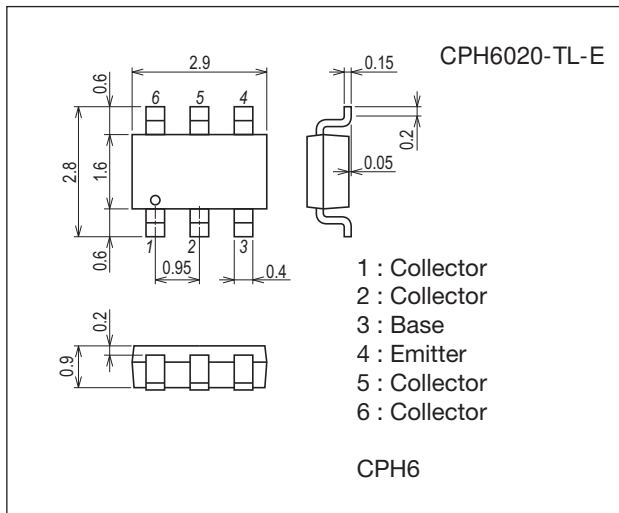 CPH6020-TL-E
2.9
0.15
0.6
6 5 4
0.2
2.8
1.6
0.05
0.6
1 2 3
0.95
0.4
1 : Collector
2 : Collector
3 : Base
4 : Emitter
5 : Collector
6 : Collector
0.2
0.9
CPH6